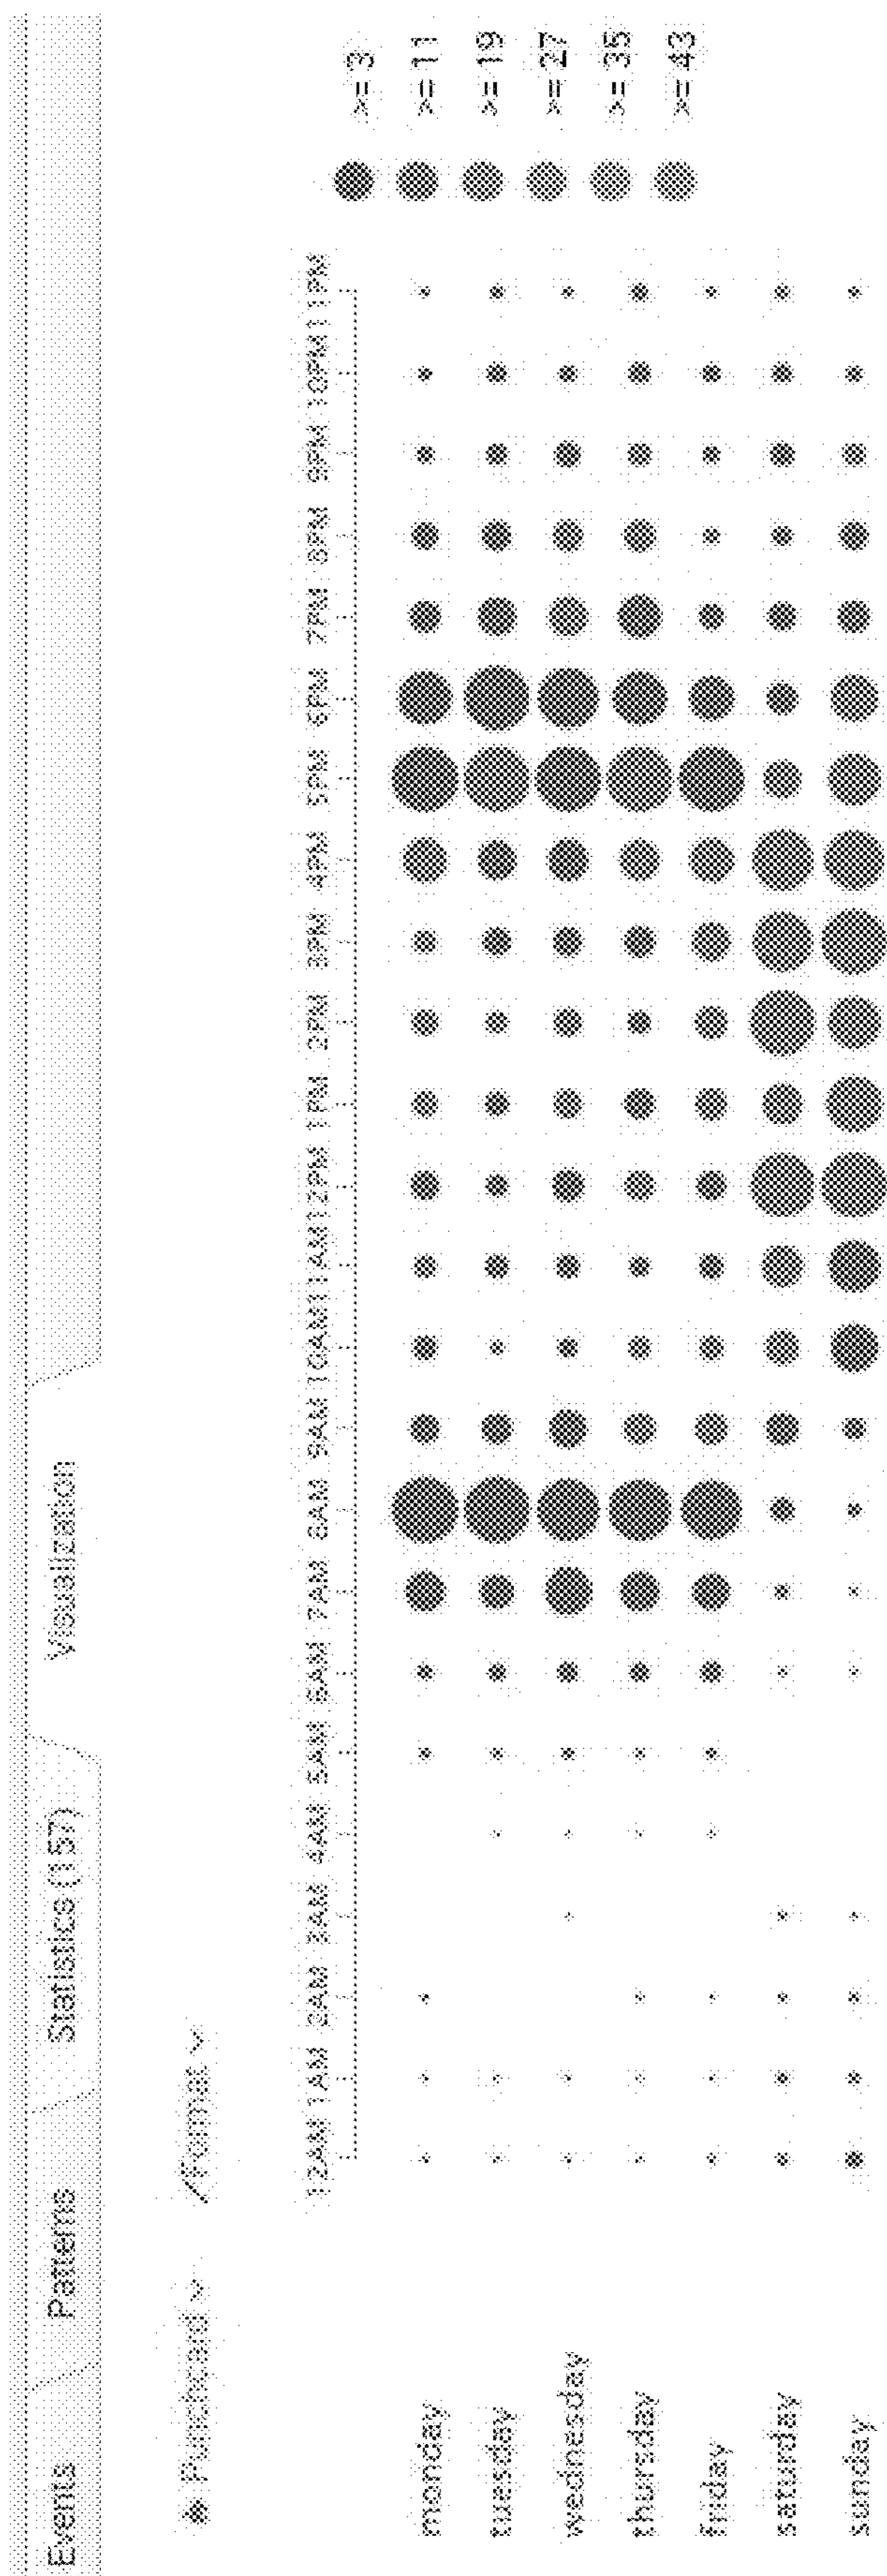 Events Patterns Statistics (157) Visualization
Punchcard Format
12AM 1AM 2AM 3AM 4AM 5AM 6AM 7AM 8AM 9AM 10AM 11AM 12PM 1PM 2PM 3PM 4PM 5PM 6PM 7PM 8PM 9PM 10PM 11PM
monday
tuesday
wednesday
thursday
friday
saturday
sunday
>= 3
>= 11
>= 19
>= 27
>= 35
>= 43